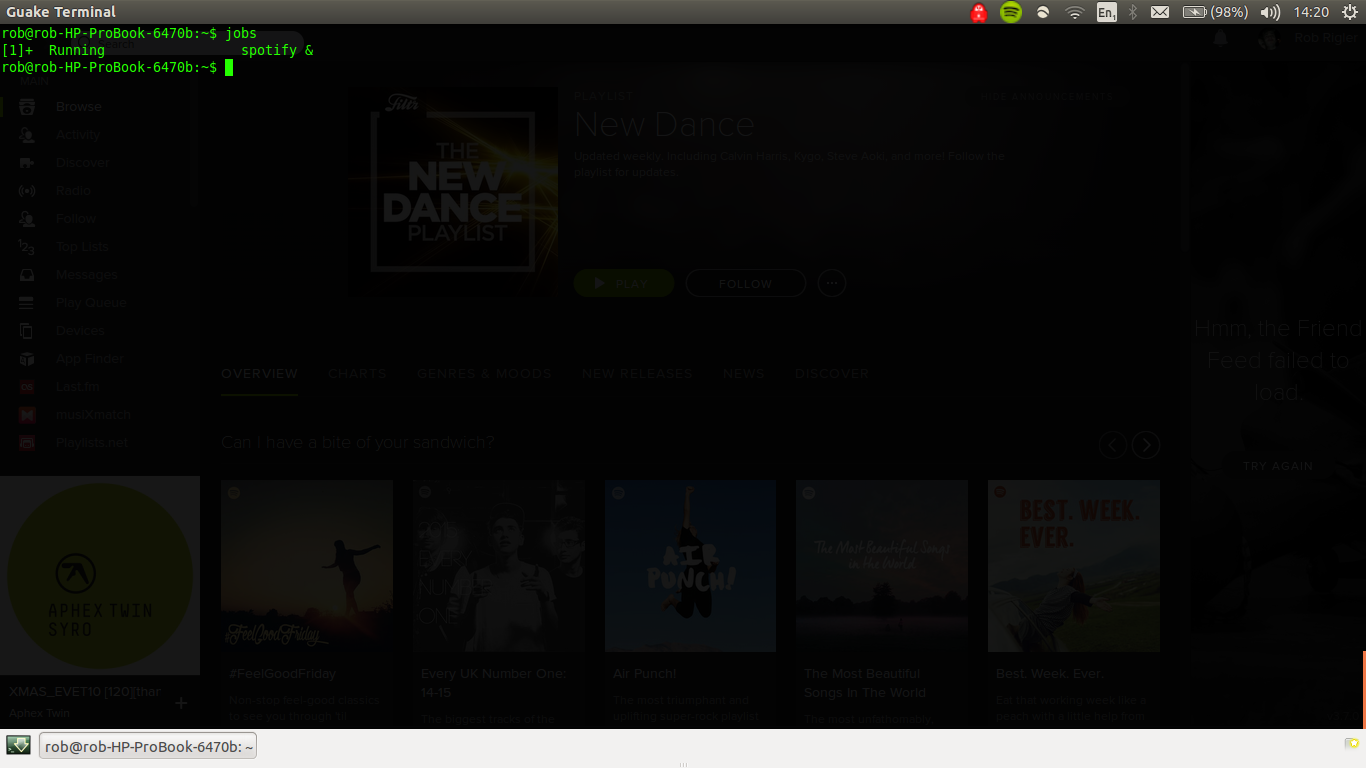 Guake Terminal
En1
(98%)
14:20
rob@rob-HP-ProBook-6470b:~$ jobs
[1]+  Running                 spotify &
rob@rob-HP-ProBook-6470b:~$
Rob Rigler
Browse
Activity
Discover
Radio
Follow
Top Lists
Messages
Play Queue
Devices
App Finder
Last.fm
musiXmatch
Playlists.net
Filtr
THE
NEW
DANCE
PLAYLIST
PLAYLIST
HIDE ANNOUNCEMENTS
New Dance
Updated weekly. Including Calvin Harris, Kygo, Steve Aoki, and more! Follow the
playlist for updates.
PLAY
FOLLOW
Hmm, the Friend
Feed failed to
load.
TRY AGAIN
OVERVIEW
CHARTS
GENRES & MOODS
NEW RELEASES
NEWS
DISCOVER
Can I have a bite of your sandwich?
#FeelGoodFriday
AIR
PUNCH!
The Most Beautiful Songs
in the World
BEST. WEEK.
EVER.
APHEX TWIN
SYRO
#FeelGoodFriday
Non-stop feel-good classics
to see you through 'til
Every UK Number One:
14-15
The biggest tracks of the
Air Punch!
The most triumphant and
uplifting super-rock playlist
The Most Beautiful
Songs In The World
The most unfathomably,
Best. Week. Ever.
Eat that working week like a
peach with a little help from
XMAS_EVET10 [120][thar
Aphex Twin
rob@rob-HP-ProBook-6470b: ~